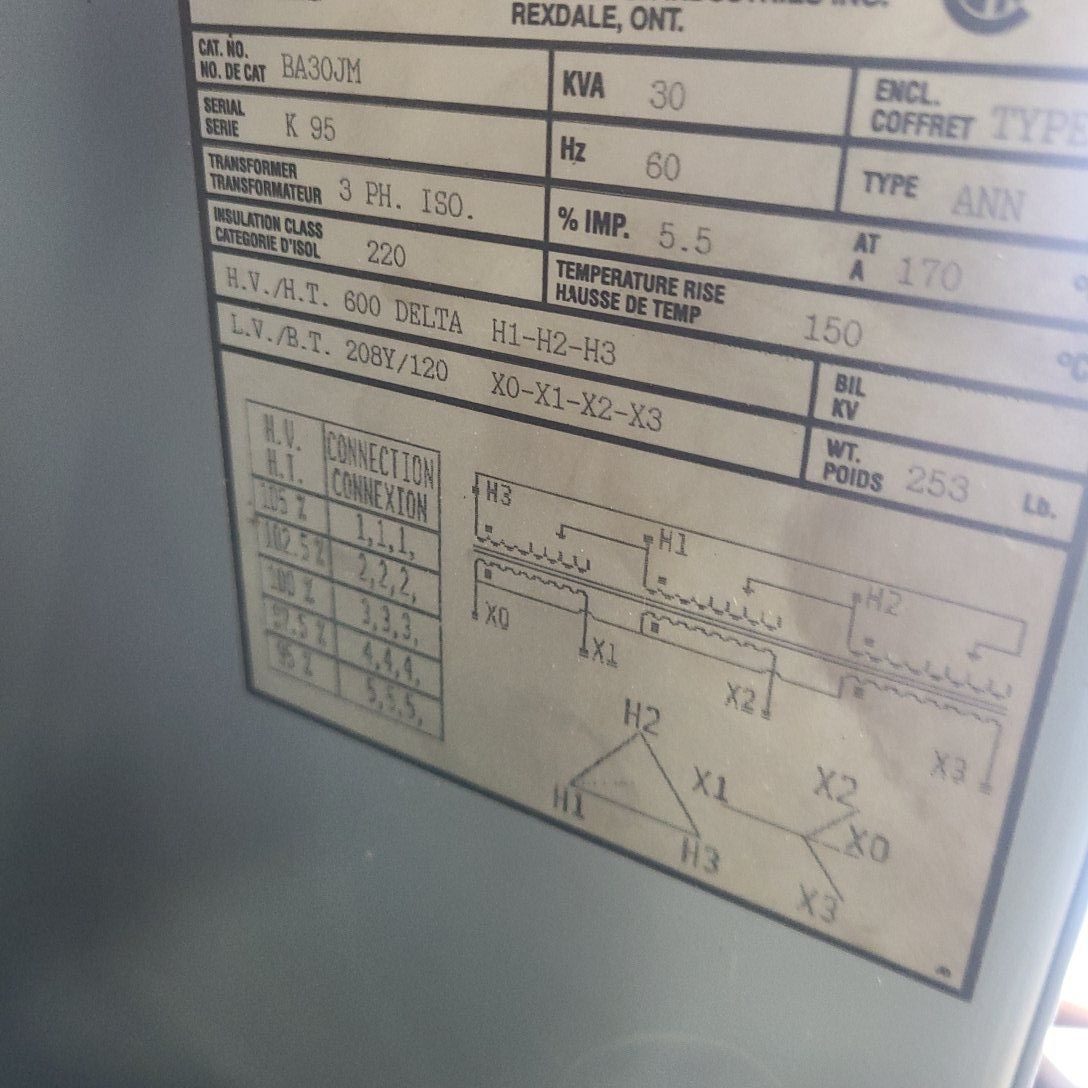 INDUSTRIES INC.
REXDALE, ONT.
CAT. NO.
NO. DE CAT BA30JM
KVA 30
ENCL.
COFFRET TYPE
SERIAL
SERIE K 95
Hz 60
TYPE ANN
TRANSFORMER
TRANSFORMATEUR 3 PH. ISO.
% IMP. 5.5
AT
A 170 °
INSULATION CLASS
CATEGORIE D'ISOL 220
TEMPERATURE RISE
HAUSSE DE TEMP 150 °C
H.V./H.T. 600 DELTA H1-H2-H3
BIL
KV
L.V./B.T. 208Y/120 X0-X1-X2-X3
WT.
POIDS 253 LB.
H.V.
H.T.
CONNECTION
CONNEXION
105 % 1,1,1,
102.5 % 2,2,2,
100 % 3,3,3,
97.5 % 4,4,4,
95 % 5,5,5,
H3
H1
H2
X0
X1
X2
X3
H2
H1
H3
X1
X2
X0
X3